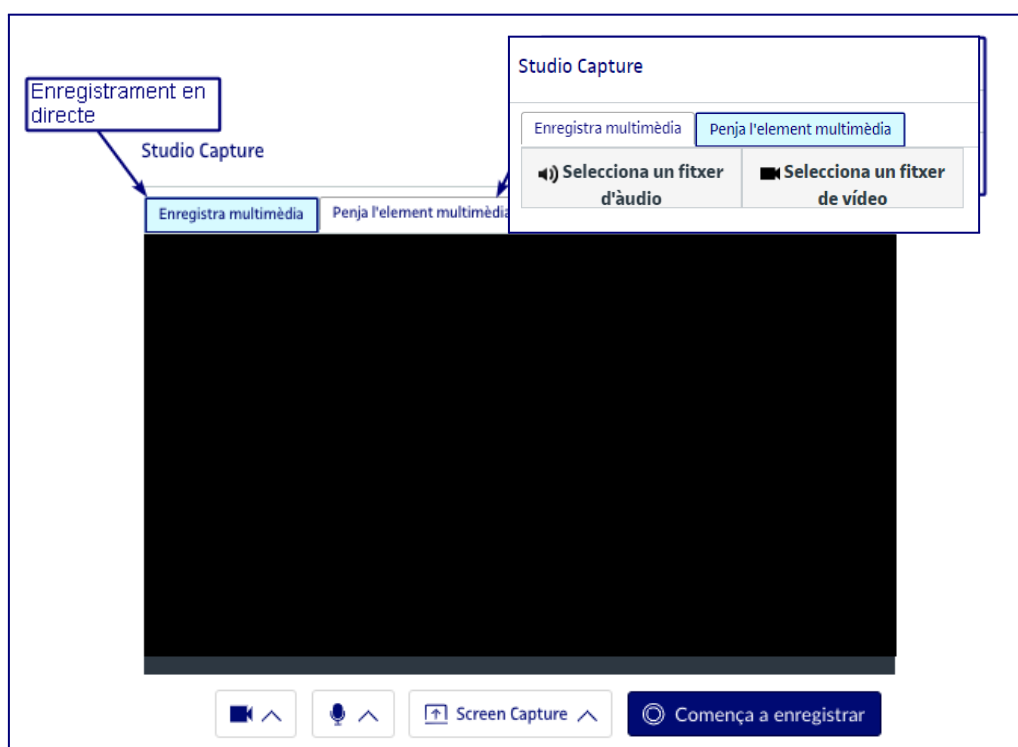 Enregistrament en
directe
Studio Capture
Enregistra multimèdia
Penja l'element multimèdia
Studio Capture
Enregistra multimèdia
Penja l'element multimèdia
Selecciona un fitxer
d'àudio
Selecciona un fitxer
de vídeo
Screen Capture
Comença a enregistrar